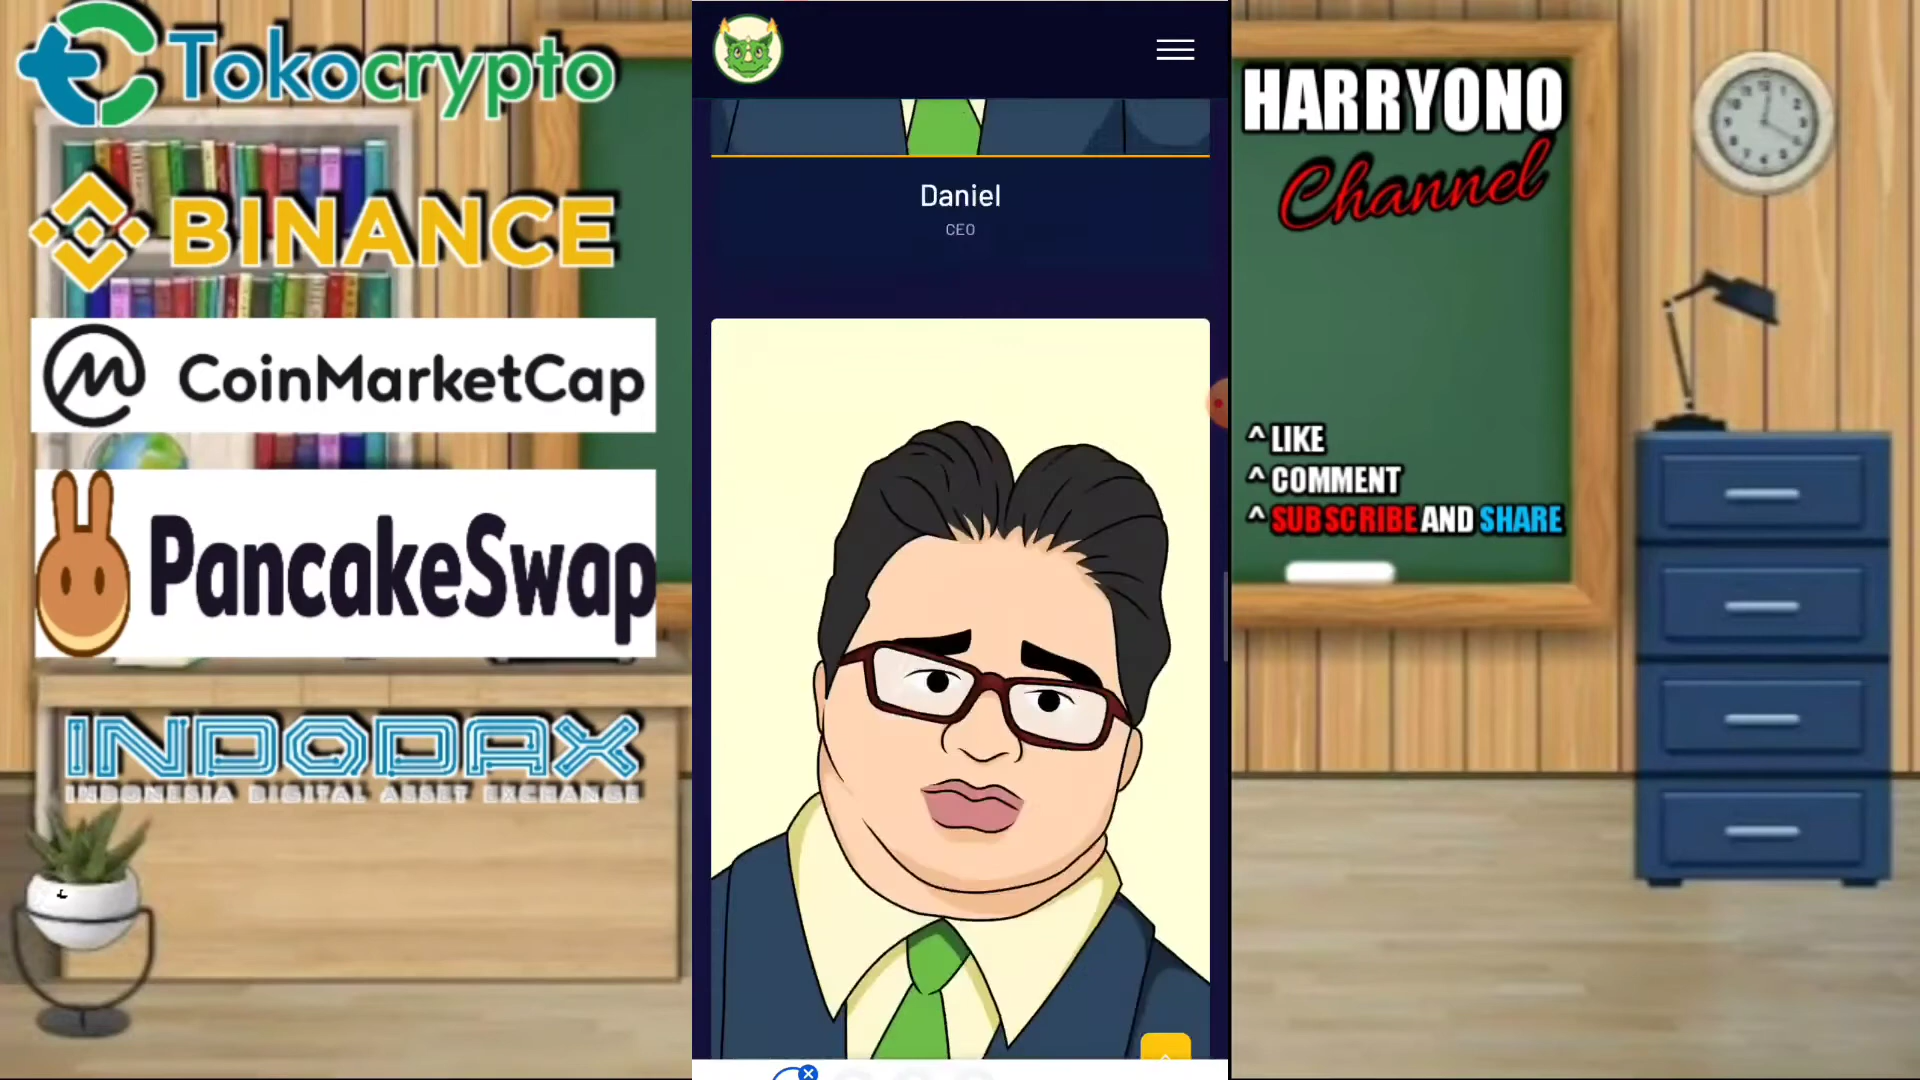 Tokocrypto
BINANCE
CoinMarketCap
PancakeSwap
INDODAX
INDONESIA DIGITAL ASSET EXCHANGE
Daniel
CEO
HARRYONO
Channel
^ LIKE
^ COMMENT
^ SUBSCRIBE AND SHARE